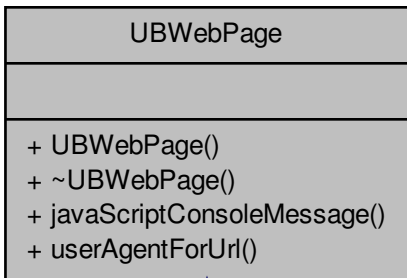 UBWebPage
+ UBWebPage()
+ ~UBWebPage()
+ javaScriptConsoleMessage()
+ userAgentForUrl()